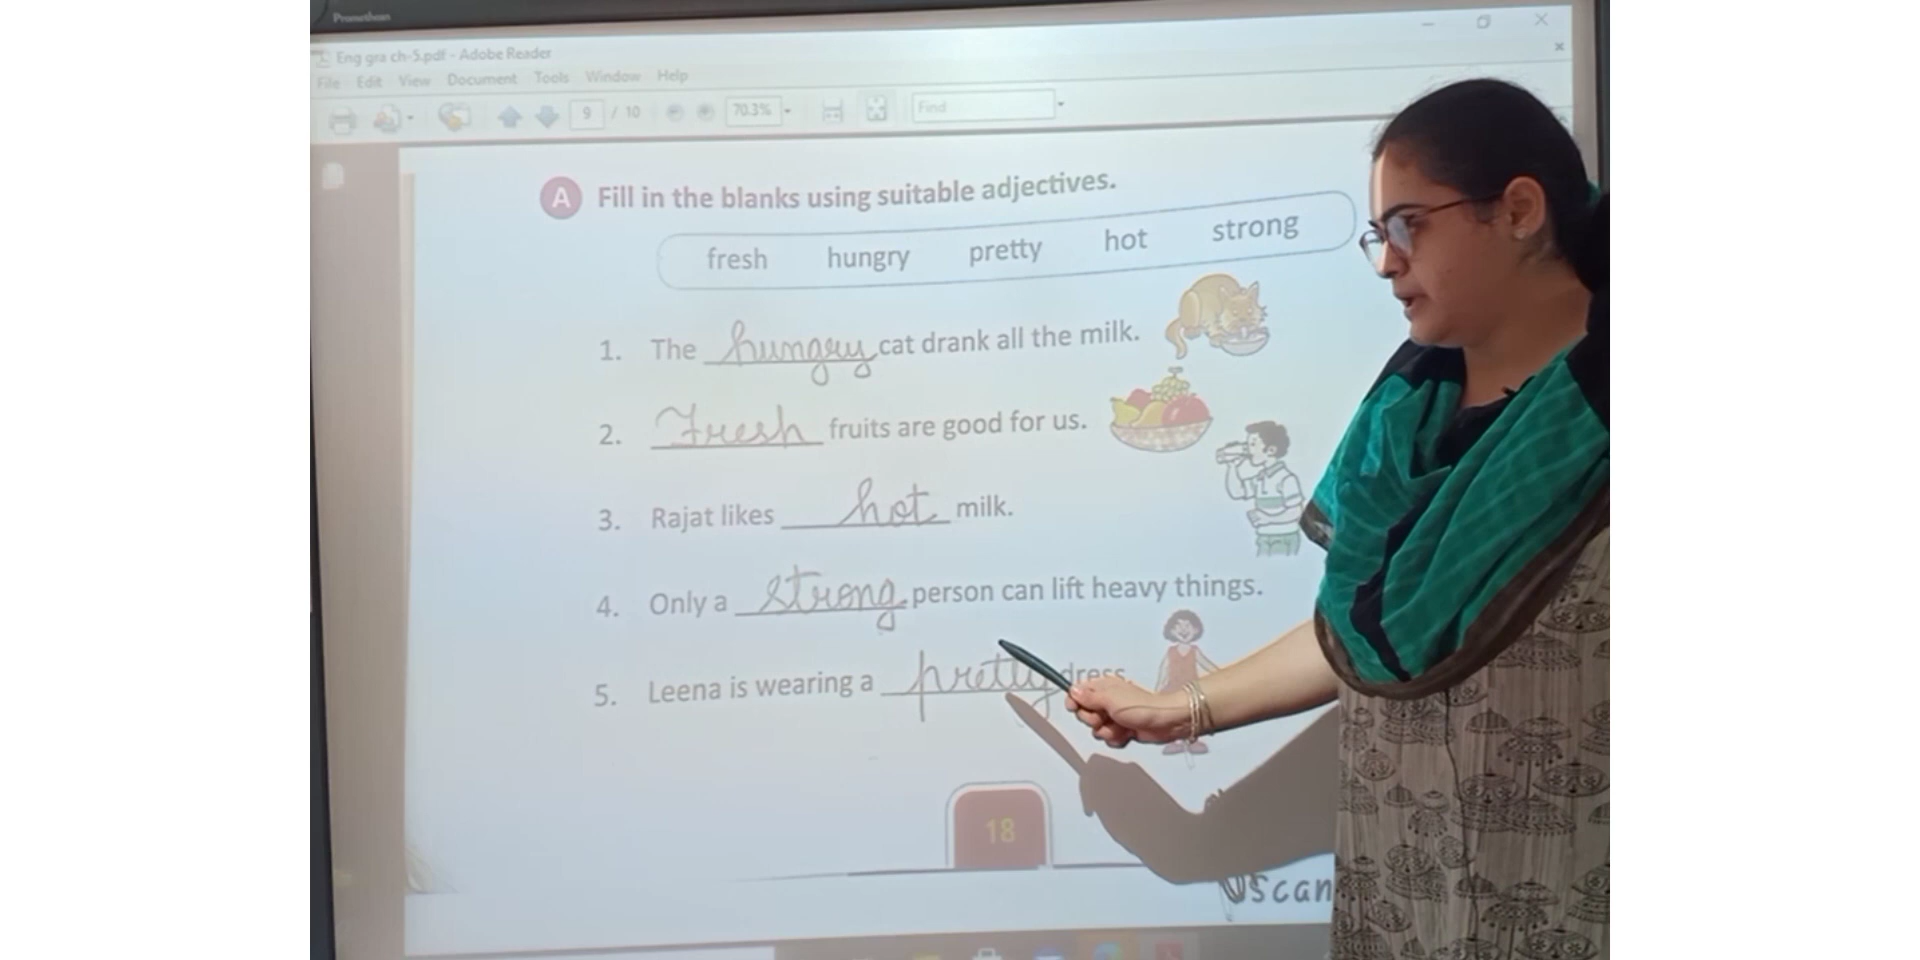 Promethean
Eng gra ch-5.pdf - Adobe Reader
File Edit View Document Tools Window Help
9 / 10 70.3% Find
A Fill in the blanks using suitable adjectives.
fresh hungry pretty hot strong
1. The hungry cat drank all the milk.
2. Fresh fruits are good for us.
3. Rajat likes hot milk.
4. Only a strong person can lift heavy things.
5. Leena is wearing a pretty dress.
18
Scan